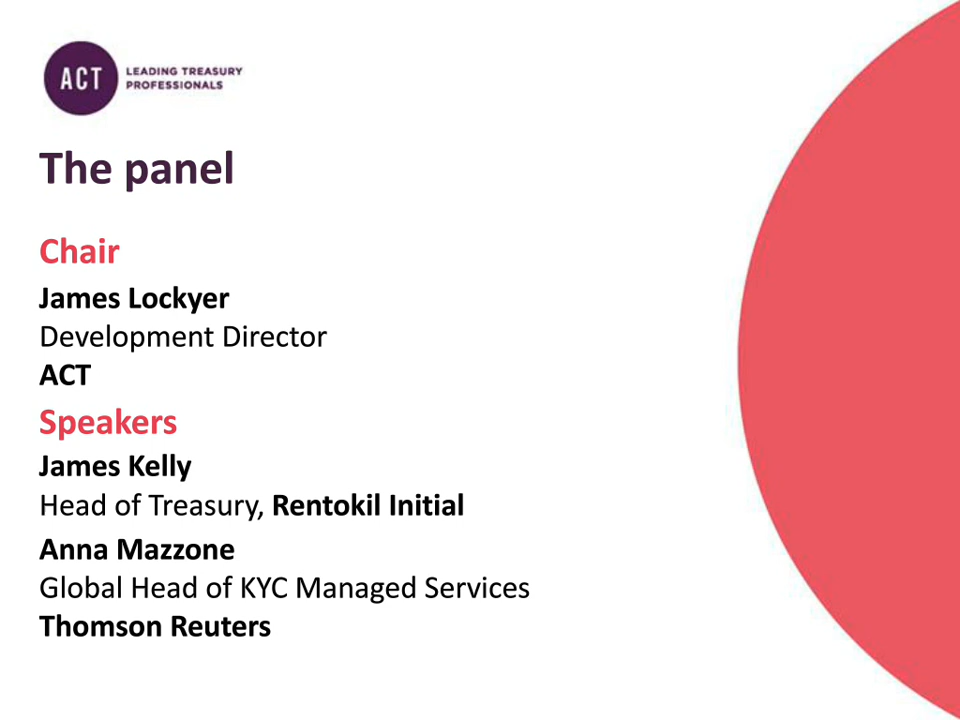 ACT
LEADING TREASURY
PROFESSIONALS
The panel
Chair
James Lockyer
Development Director
ACT
Speakers
James Kelly
Head of Treasury, Rentokil Initial
Anna Mazzone
Global Head of KYC Managed Services
Thomson Reuters